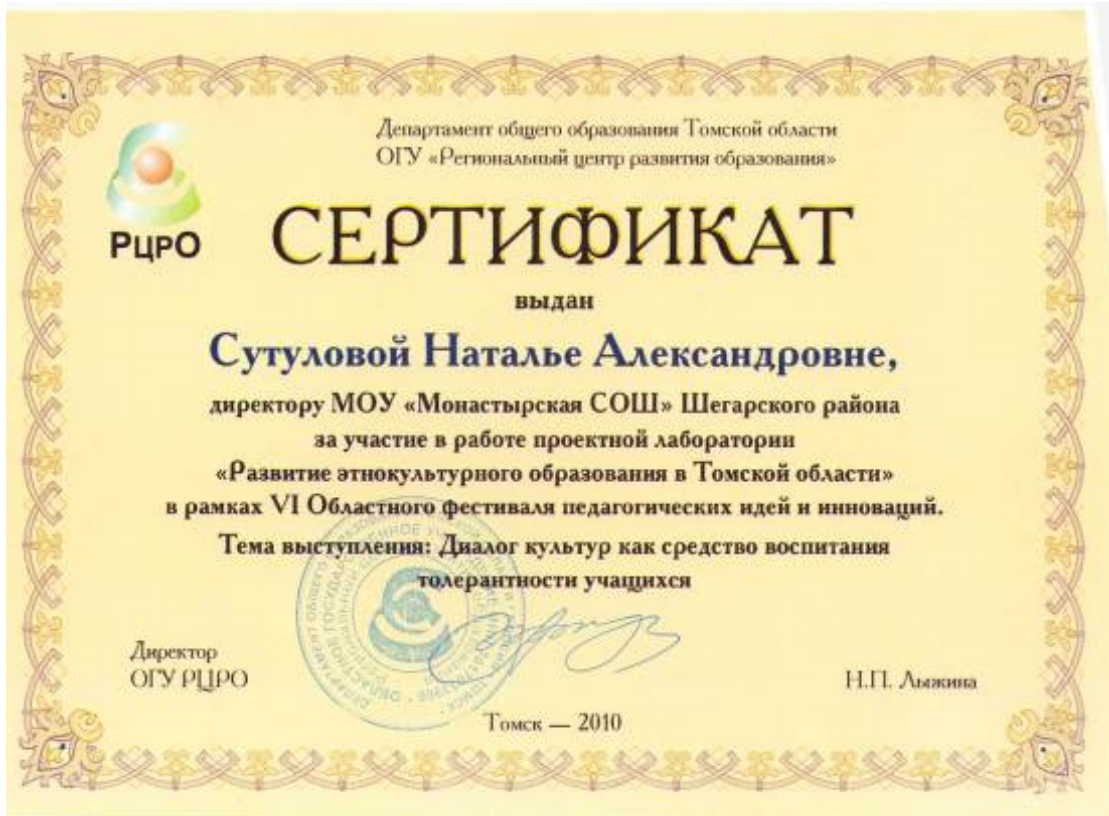 Департамент общего образования Томской области
ОГУ «Региональный центр развития образования»
РЦРО
СЕРТИФИКАТ
выдан
Сутуловой Наталье Александровне,
директору МОУ «Монастырская СОШ» Шегарского района
за участие в работе проектной лаборатории
«Развитие этнокультурного образования в Томской области»
в рамках VI Областного фестиваля педагогических идей и инноваций.
Тема выступления: Диалог культур как средство воспитания
толерантности учащихся
Директор
ОГУ РЦРО
Н.П. Лыжина
Томск — 2010